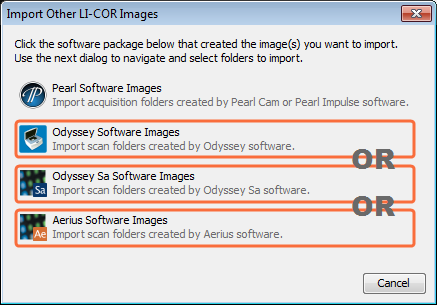 Import Other LI-COR Images
Click the software package below that created the image(s) you want to import.
Use the next dialog to navigate and select folders to import.
Pearl Software Images
Import acquisition folders created by Pearl Cam or Pearl Impulse software.
Odyssey Software Images
Import scan folders created by Odyssey software.
OR
Odyssey Sa Software Images
Import scan folders created by Odyssey Sa software.
Sa
OR
Aerius Software Images
Import scan folders created by Aerius software.
Ae
Cancel